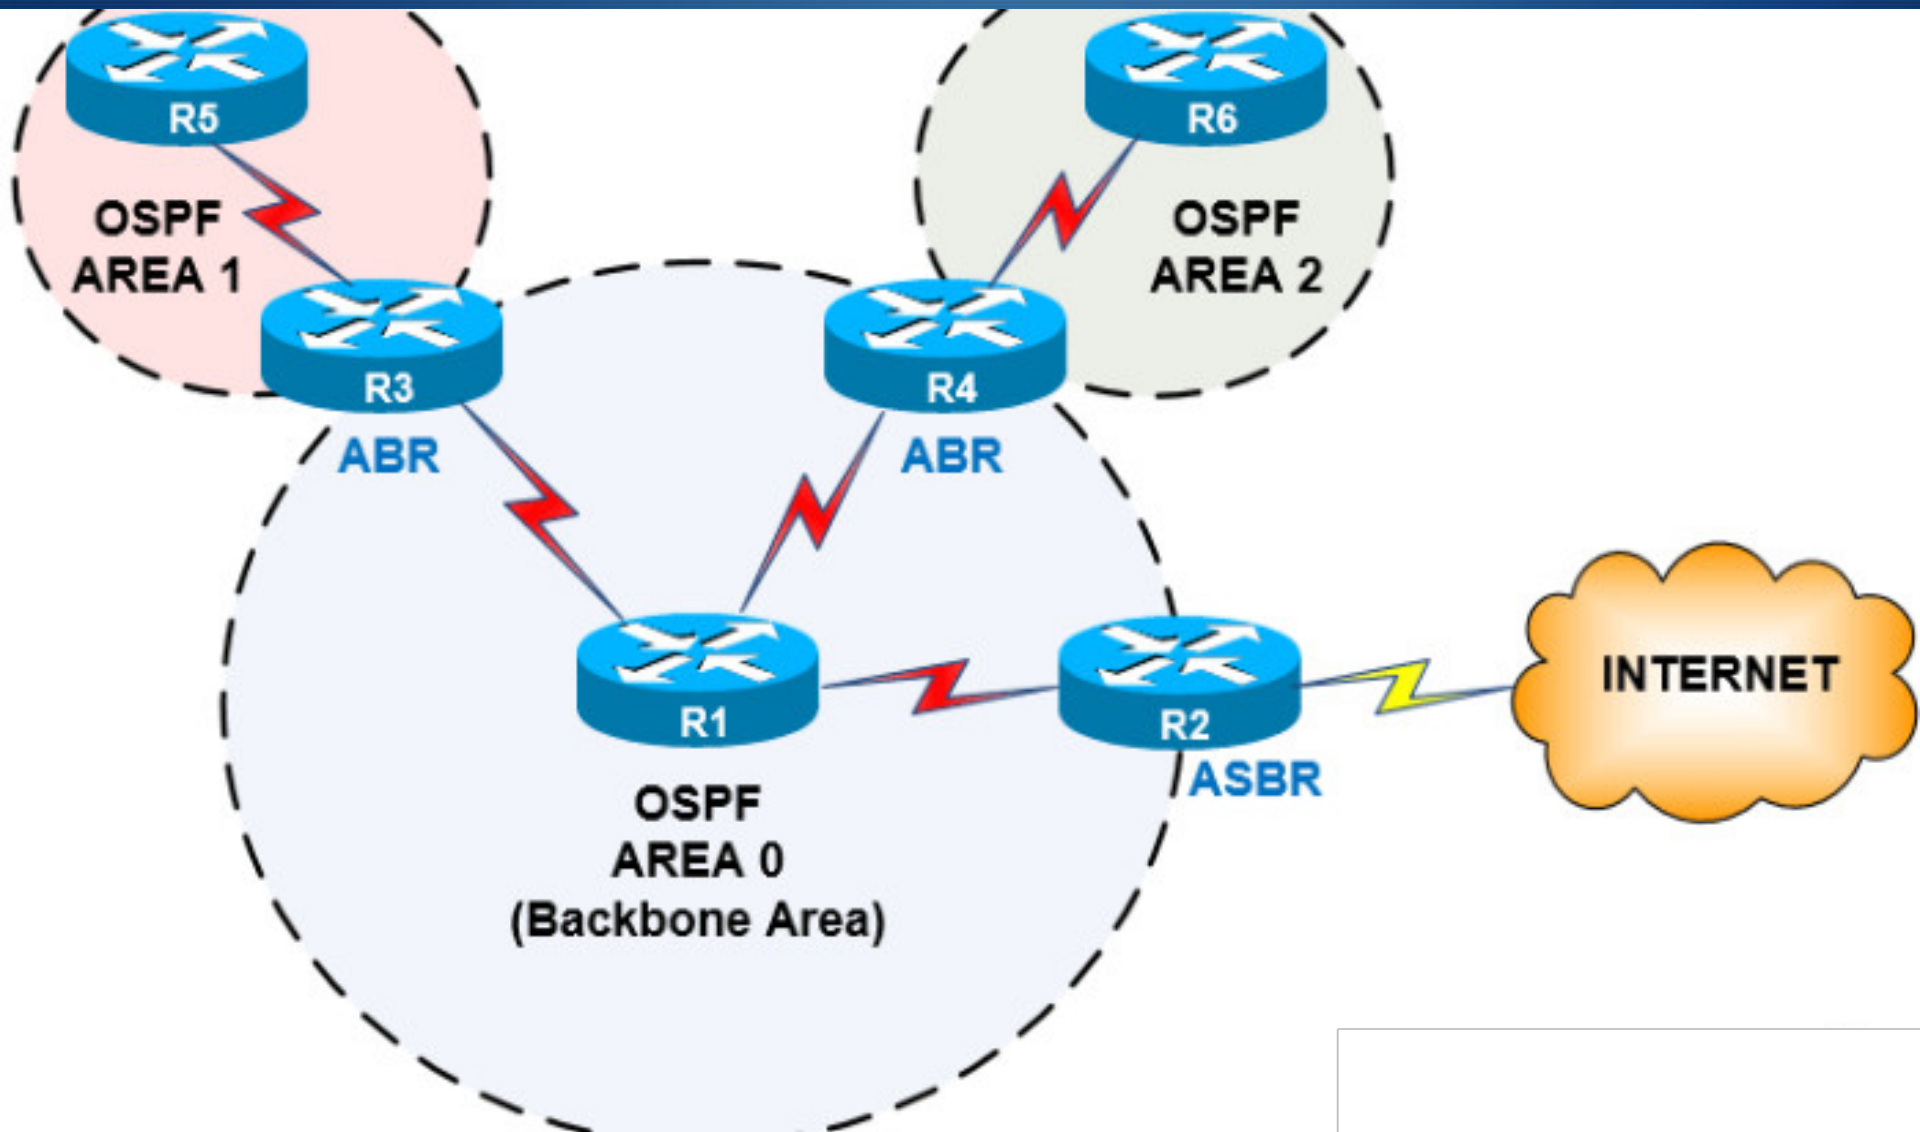 R5
R6
OSPF
AREA 1
OSPF
AREA 2
R3
R4
ABR
ABR
INTERNET
R1
R2
ASBR
OSPF
AREA 0
(Backbone Area)